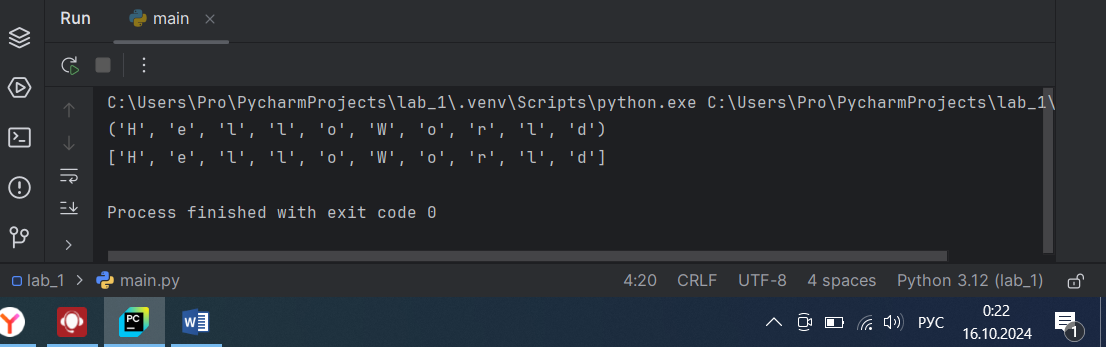 Run main
C:\Users\Pro\PycharmProjects\lab_1\.venv\Scripts\python.exe C:\Users\Pro\PycharmProjects\lab_1\
('H', 'e', 'l', 'l', 'o', 'W', 'o', 'r', 'l', 'd')
['H', 'e', 'l', 'l', 'o', 'W', 'o', 'r', 'l', 'd']
Process finished with exit code 0
lab_1 > main.py 4:20 CRLF UTF-8 4 spaces Python 3.12 (lab_1)
PC РУС 0:22
16.10.2024 1